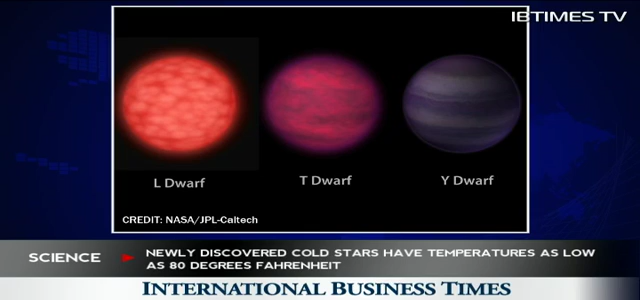 IBTIMES TV
L Dwarf
T Dwarf
Y Dwarf
CREDIT: NASA/JPL-Caltech
SCIENCE
NEWLY DISCOVERED COLD STARS HAVE TEMPERATURES AS LOW
AS 80 DEGREES FAHRENHEIT
INTERNATIONAL BUSINESS TIMES